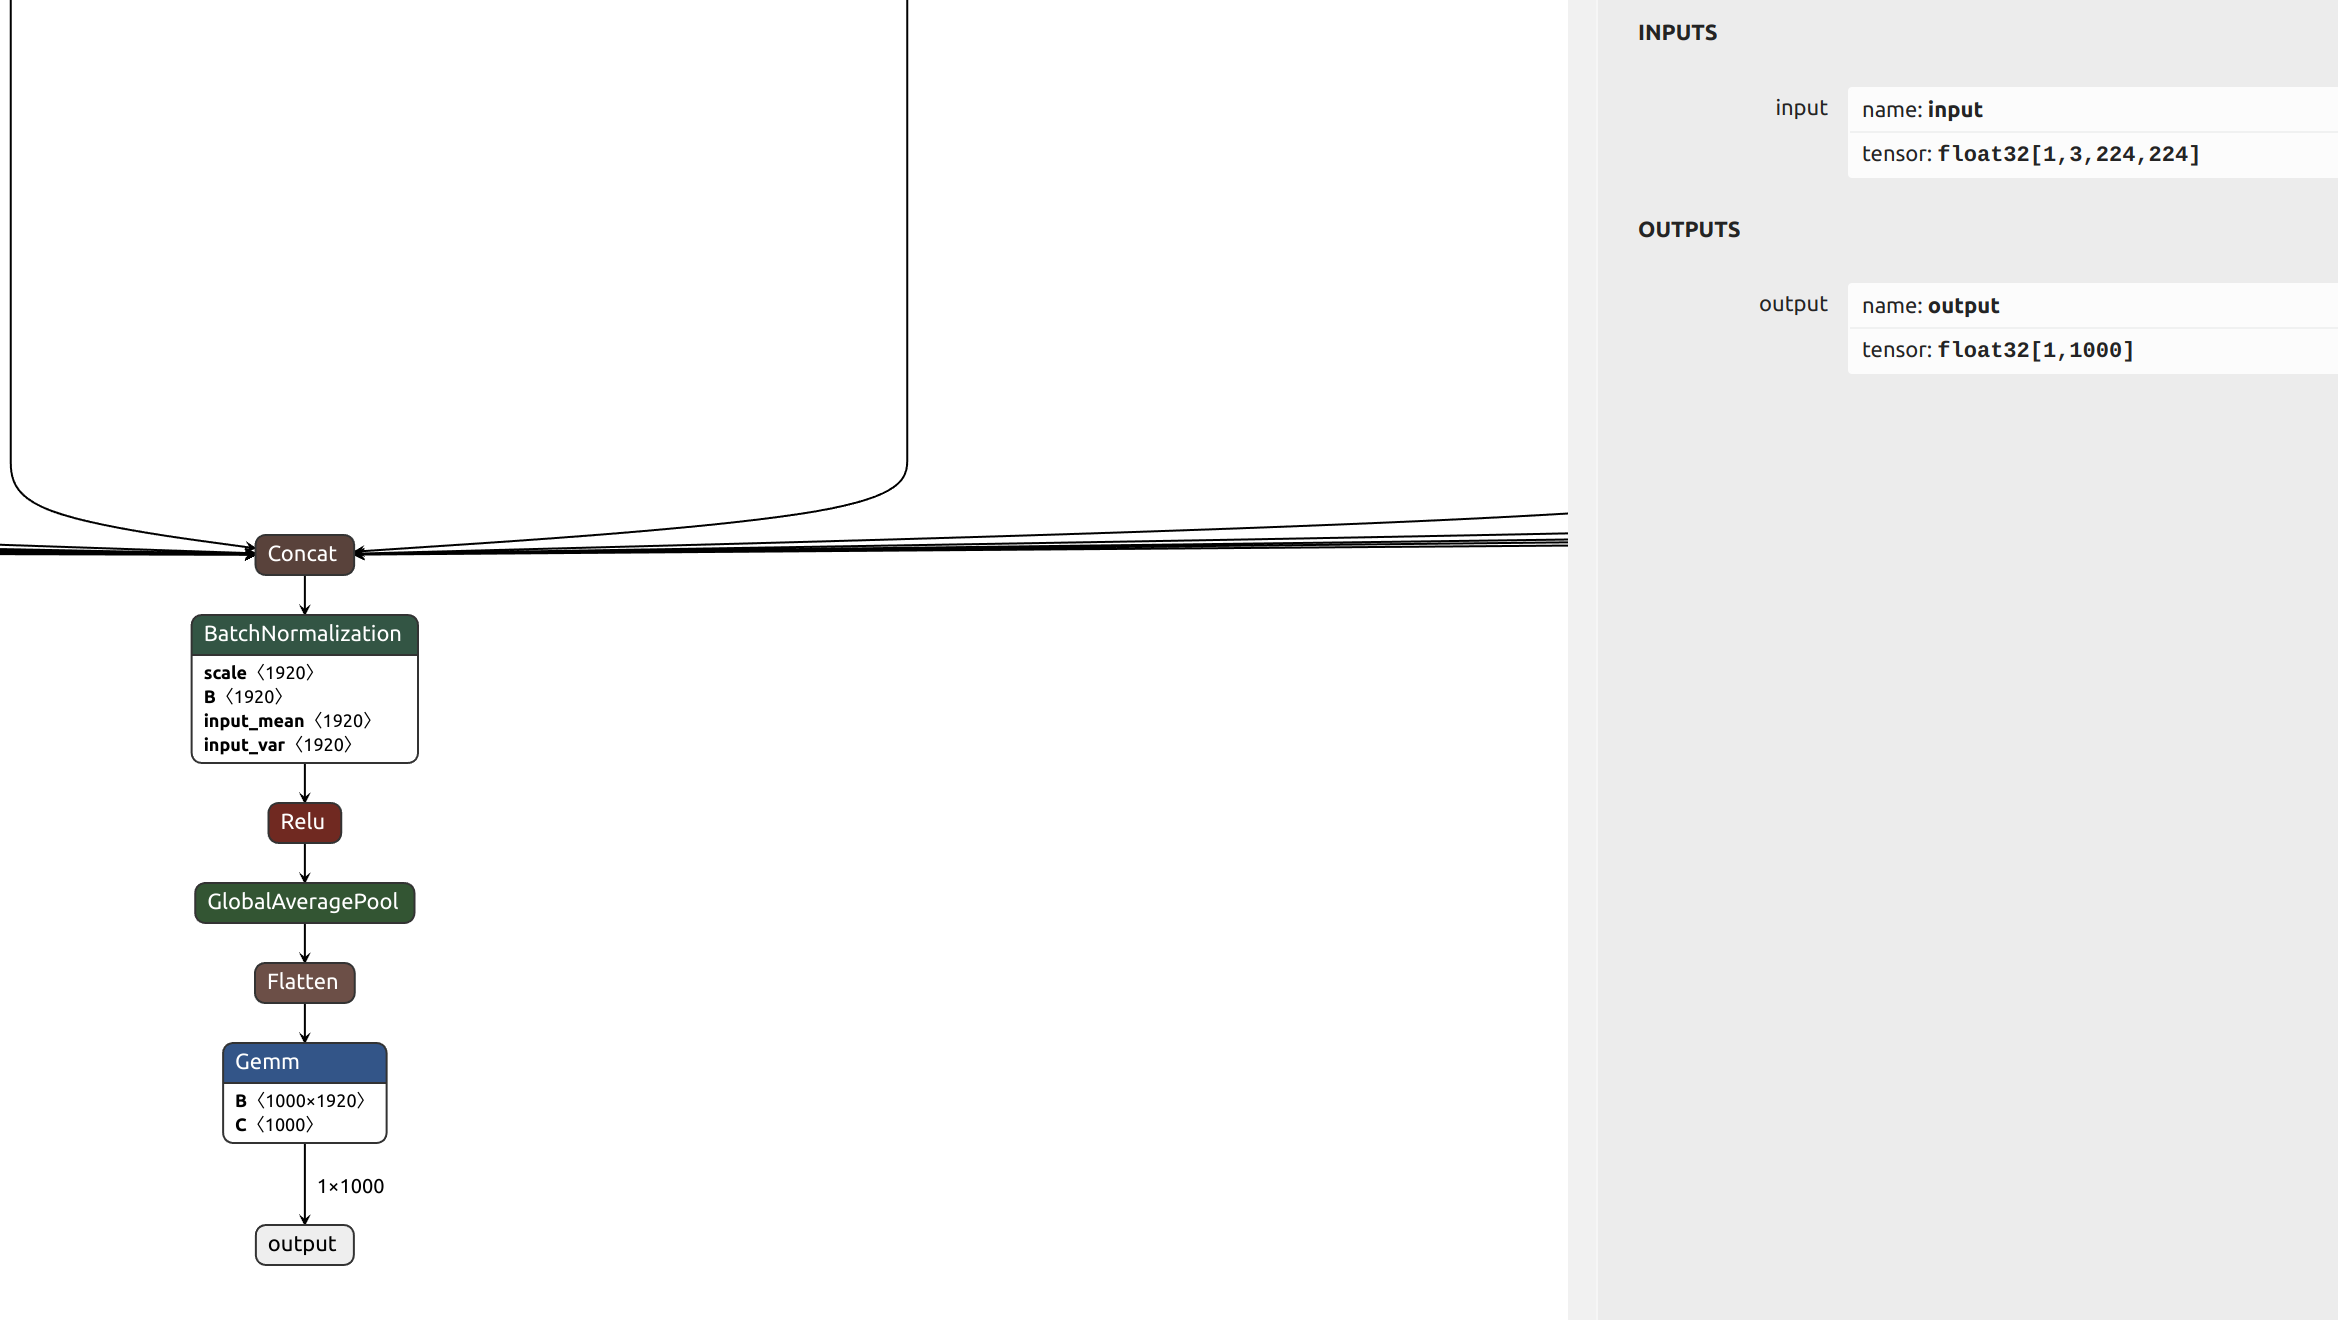 Concat
BatchNormalization
scale 〈1920〉
B 〈1920〉
input_mean 〈1920〉
input_var 〈1920〉
Relu
GlobalAveragePool
Flatten
Gemm
B 〈1000×1920〉
C 〈1000〉
1×1000
output
INPUTS
input
name: input
tensor: float32[1,3,224,224]
OUTPUTS
output
name: output
tensor: float32[1,1000]